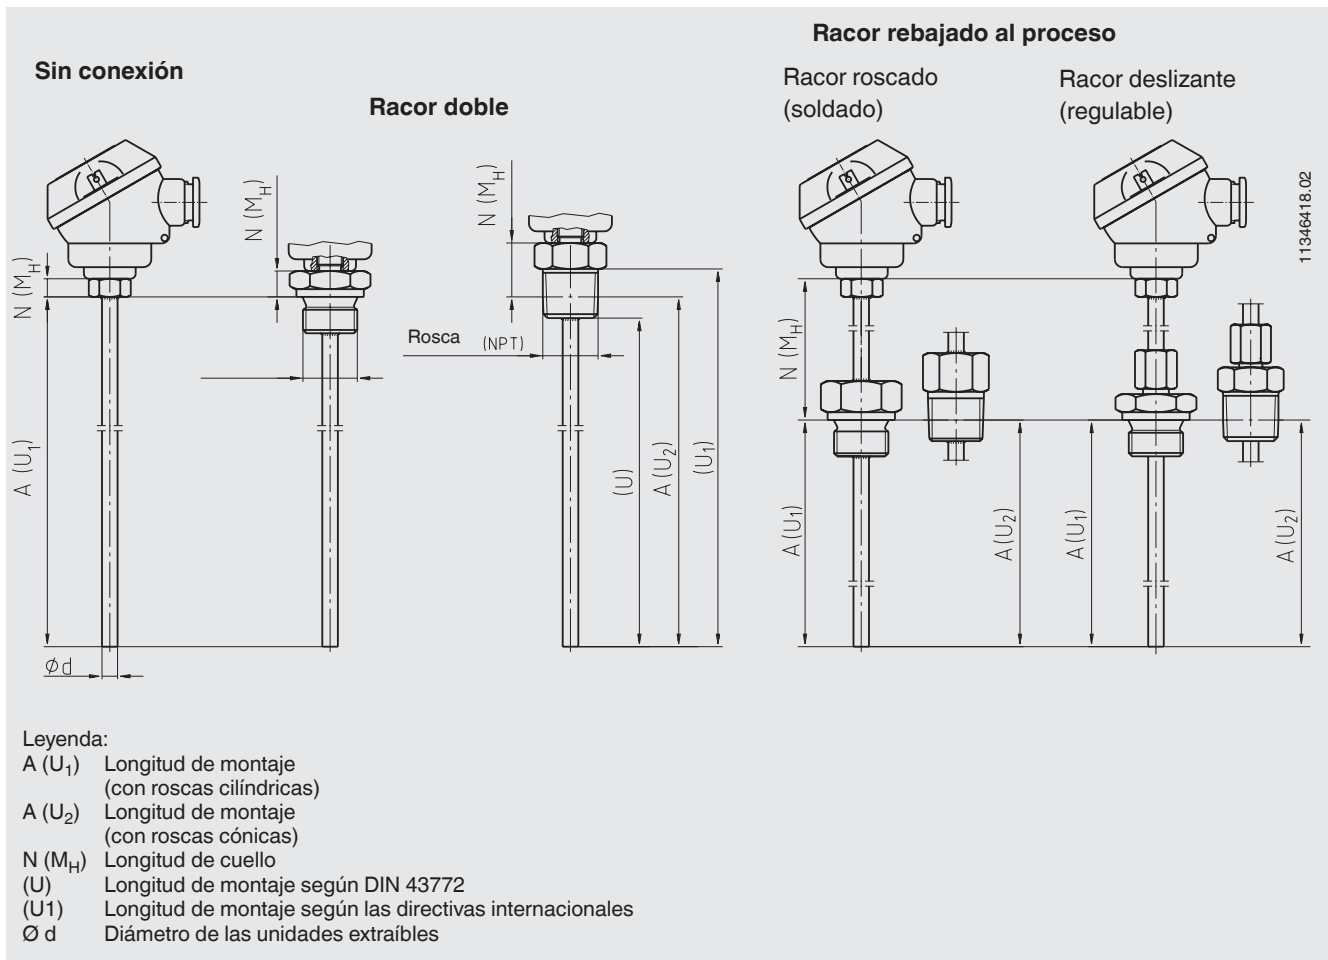 Racor rebajado al proceso
Sin conexión
Racor doble
Racor roscado
(soldado)
Racor deslizante
(regulable)
11346418.02
N (MH)
N (MH)
N (MH)
N (MH)
Rosca
(NPT)
A (U1)
(U)
A (U2)
(U1)
A (U1)
A (U2)
A (U1)
A (U2)
Ø d
Leyenda:
A (U1) Longitud de montaje
(con roscas cilíndricas)
A (U2) Longitud de montaje
(con roscas cónicas)
N (MH) Longitud de cuello
(U) Longitud de montaje según DIN 43772
(U1) Longitud de montaje según las directivas internacionales
Ø d Diámetro de las unidades extraíbles